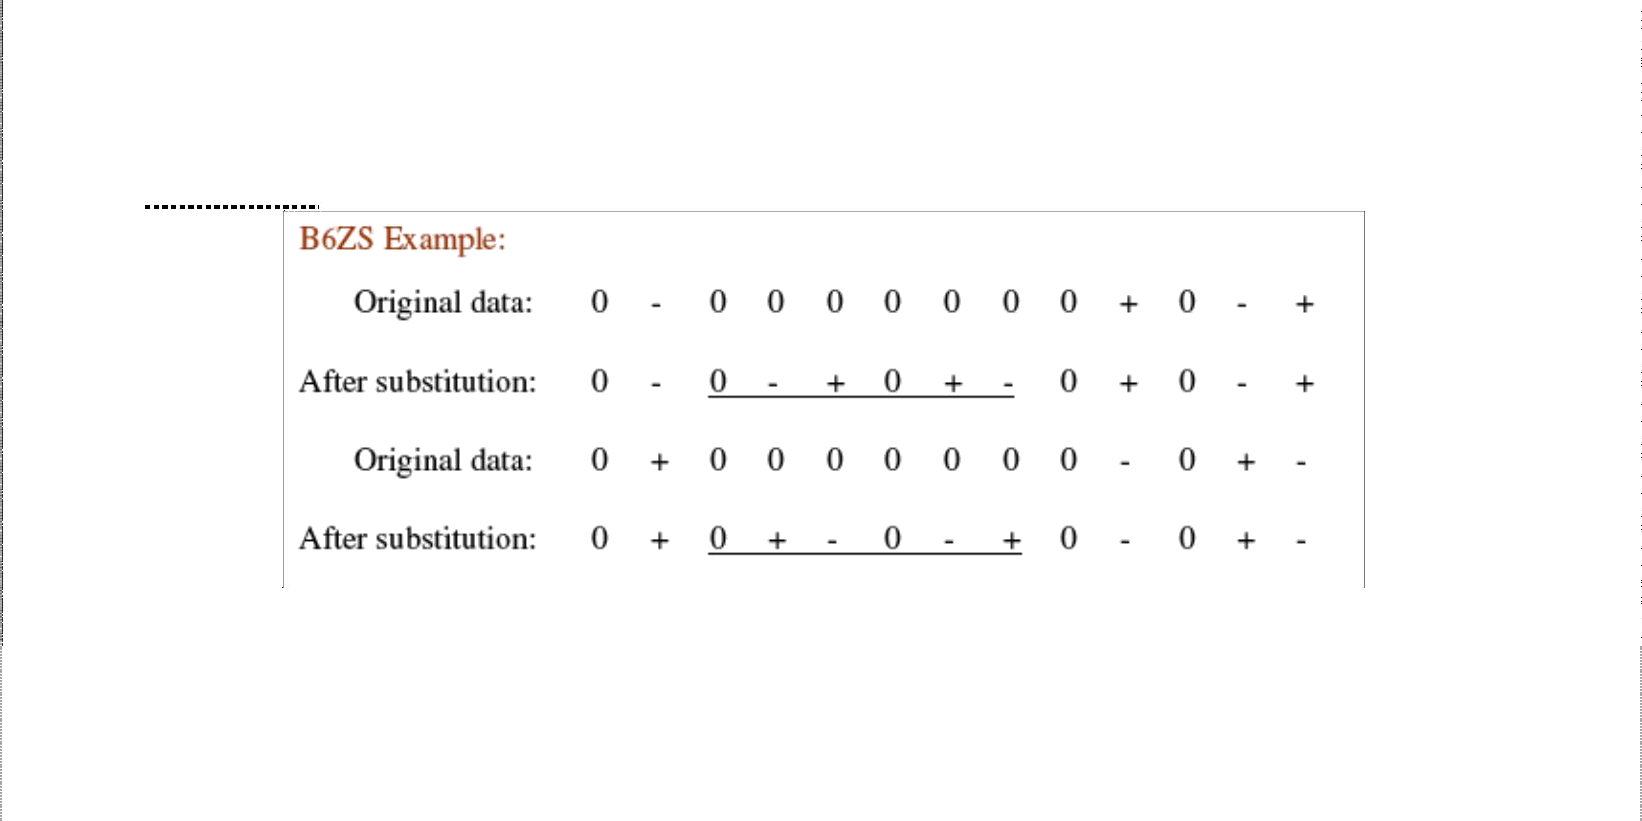 B6ZS Example:
Original data: 0 - 0 0 0 0 0 0 0 + 0 - +
After substitution: 0 - 0 - + 0 + - 0 + 0 - +
Original data: 0 + 0 0 0 0 0 0 0 - 0 + -
After substitution: 0 + 0 + - 0 - + 0 - 0 + -